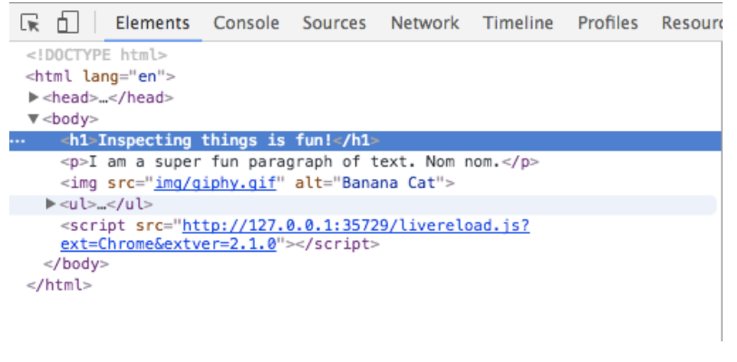 Elements Console Sources Network Timeline Profiles Resourc
<!DOCTYPE html>
<html lang="en">
▶<head>…</head>
▼<body>
<h1>Inspecting things is fun!</h1>
<p>I am a super fun paragraph of text. Nom nom.</p>
<img src="img/giphy.gif" alt="Banana Cat">
▶<ul>…</ul>
<script src="http://127.0.0.1:35729/livereload.js?
ext=Chrome&extver=2.1.0"></script>
</body>
</html>